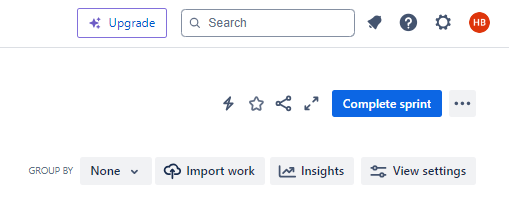 Upgrade Search HB
Complete sprint
GROUP BY None Import work Insights View settings